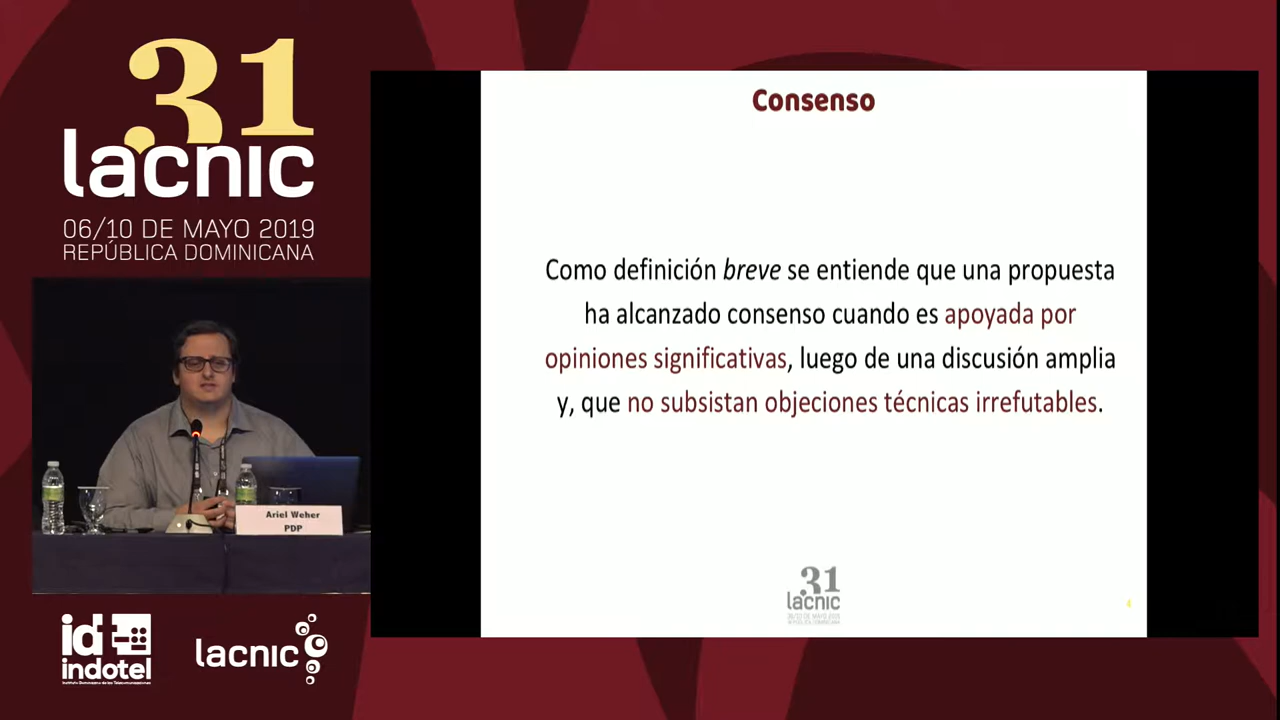 31
lacnic
06/10 DE MAYO 2019
REPÚBLICA DOMINICANA
Consenso
Como definición breve se entiende que una propuesta
ha alcanzado consenso cuando es apoyada por
opiniones significativas, luego de una discusión amplia
y, que no subsistan objeciones técnicas irrefutables.
Ariel Weher
PDP
31
lacnic
id
indotel
lacnic